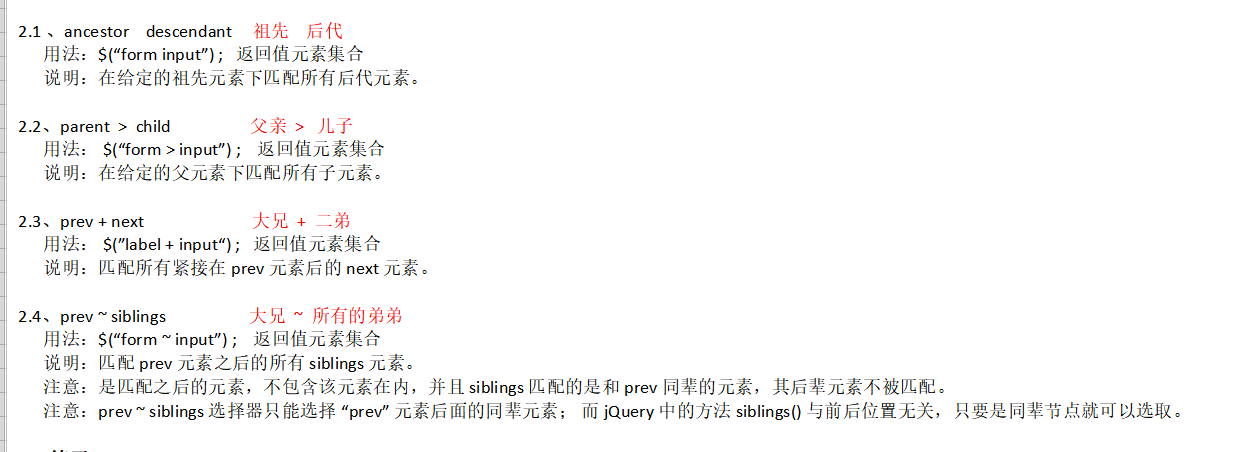 2.1 、ancestor descendant 祖先 后代
用法：$(“form input”) ; 返回值元素集合
说明：在给定的祖先元素下匹配所有后代元素。
2.2、parent > child 父亲 > 儿子
用法： $(“form > input”) ; 返回值元素集合
说明：在给定的父元素下匹配所有子元素。
2.3、prev + next 大兄 + 二弟
用法： $(”label + input“) ; 返回值元素集合
说明：匹配所有紧接在 prev 元素后的 next 元素。
2.4、prev ~ siblings 大兄 ~ 所有的弟弟
用法：$(“form ~ input”) ; 返回值元素集合
说明：匹配 prev 元素之后的所有 siblings 元素。
注意：是匹配之后的元素，不包含该元素在内，并且 siblings 匹配的是和 prev 同辈的元素，其后辈元素不被匹配。
注意：prev ~ siblings 选择器只能选择 “prev” 元素后面的同辈元素； 而 jQuery 中的方法 siblings() 与前后位置无关，只要是同辈节点就可以选取。